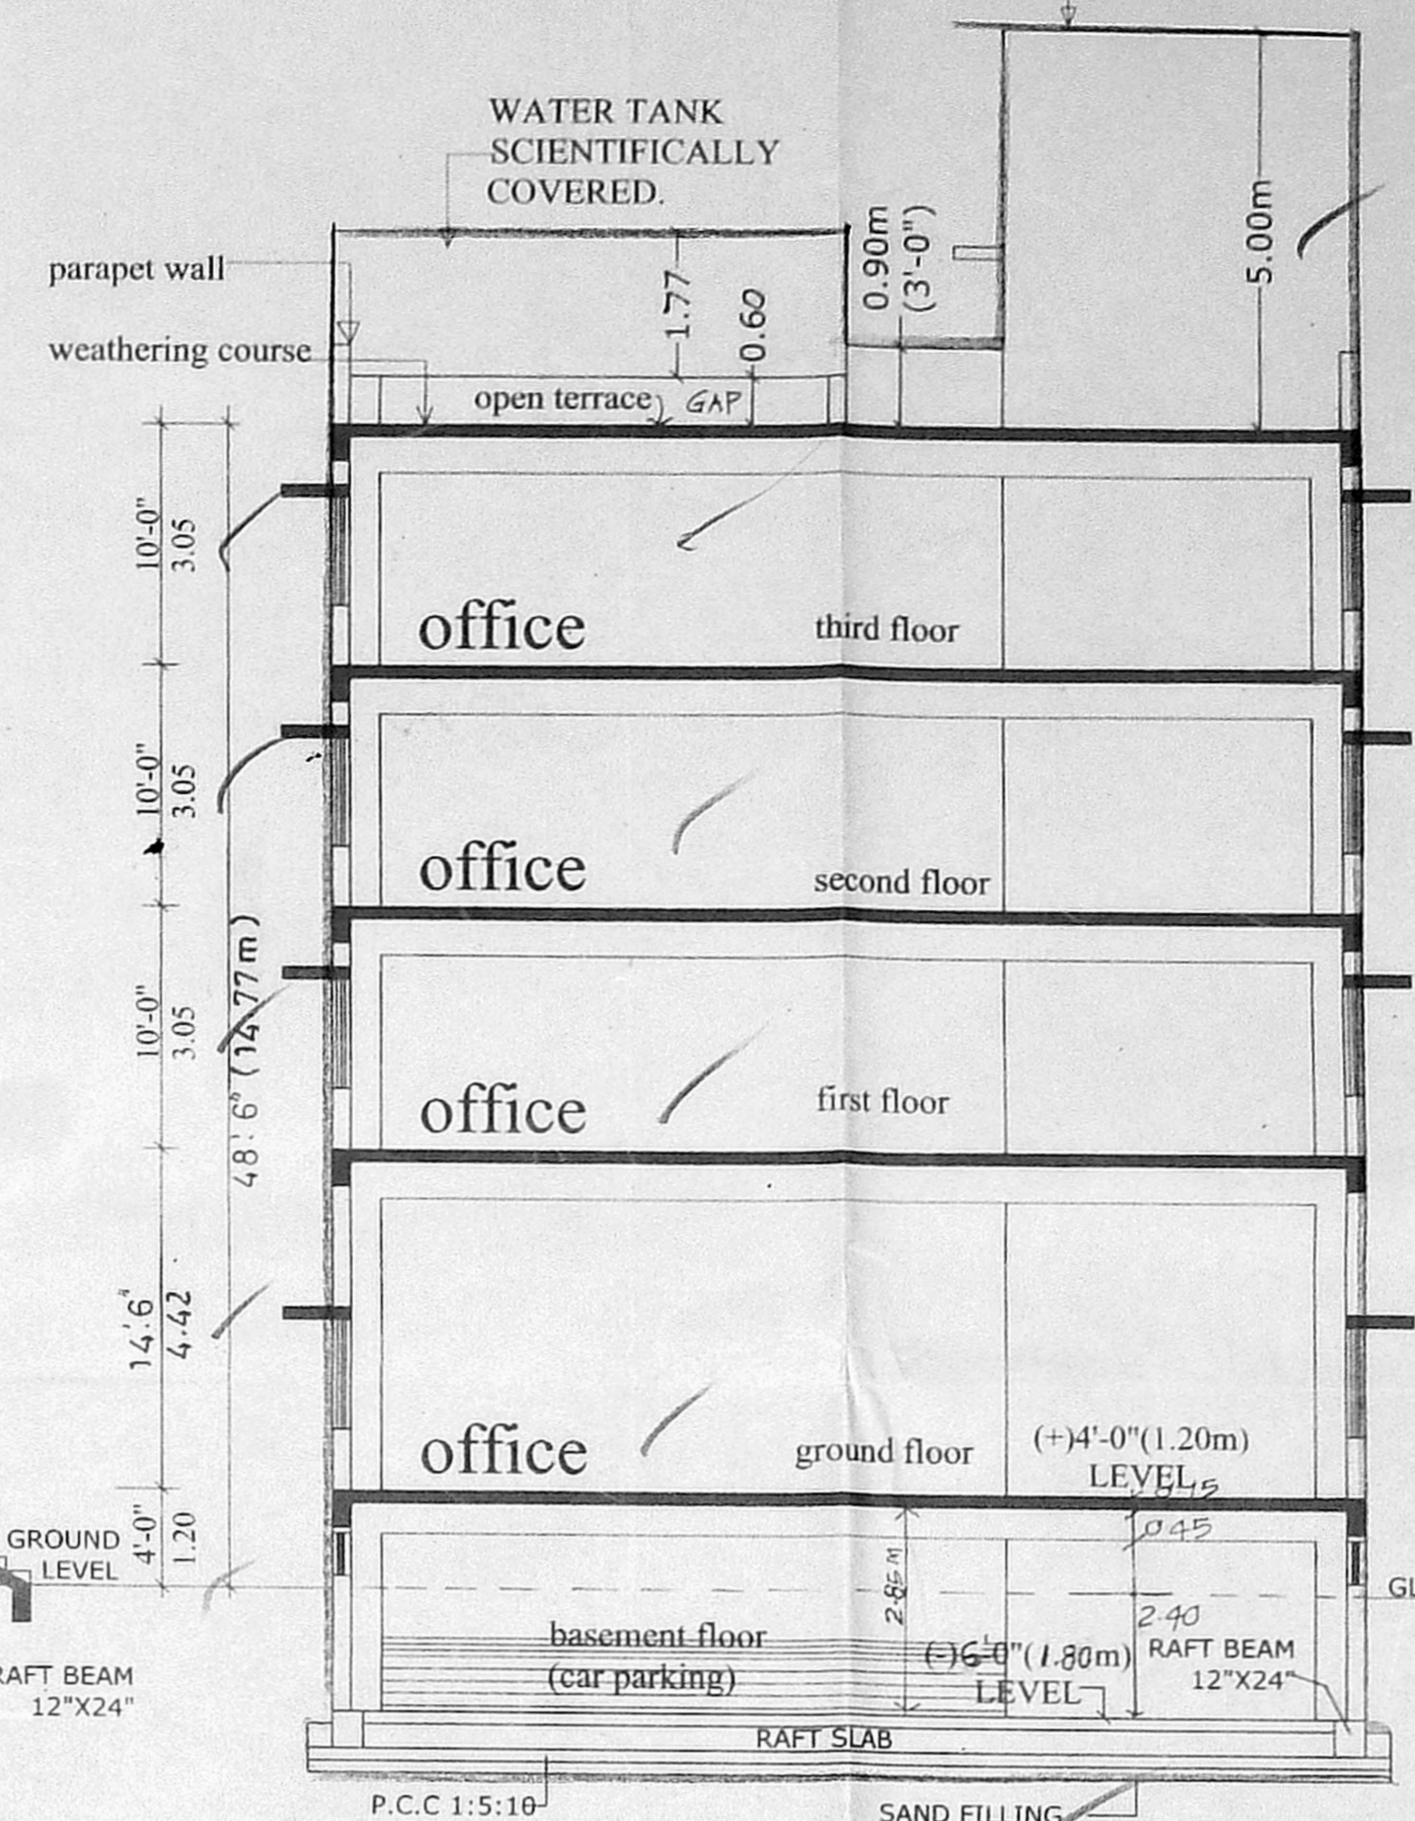 WATER TANK
SCIENTIFICALLY
COVERED.
parapet wall
weathering course
1.77
0.60
0.90m
(3'-0")
5.00m
open terrace
GAP
10'-0"
3.05
office
third floor
10'-0"
3.05
office
second floor
48'.6" (14.77m)
10'-0"
3.05
office
first floor
14'.6"
4.42
office
ground floor
(+)4'-0"(1.20m)
LEVEL
0.45
4'-0"
1.20
GROUND
LEVEL
GL
2.85 M
2.40
basement floor
(car parking)
(-)6'-0"(1.80m)
LEVEL
RAFT BEAM
12"X24"
RAFT BEAM
12"X24"
RAFT SLAB
P.C.C 1:5:10
SAND FILLING